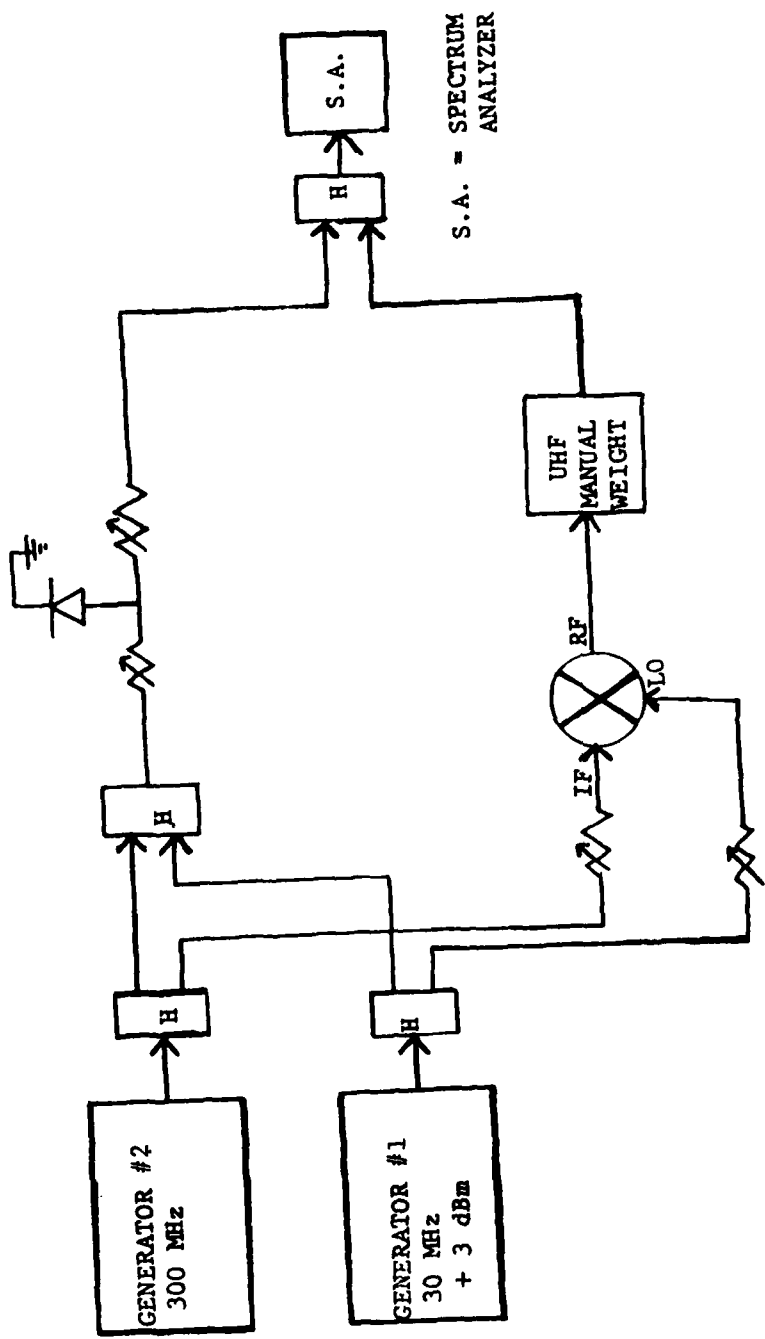 GENERATOR #2
300 MHz
GENERATOR #1
30 MHz
+ 3 dBm
H
H
H
IF
LO
RF
UHF
MANUAL
WEIGHT
H
S.A.
S.A. = SPECTRUM
ANALYZER